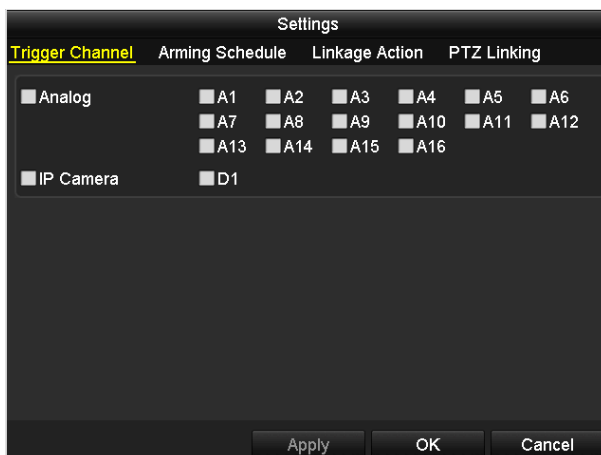 Settings
Trigger Channel Arming Schedule Linkage Action PTZ Linking
Analog A1 A2 A3 A4 A5 A6
A7 A8 A9 A10 A11 A12
A13 A14 A15 A16
IP Camera D1
Apply OK Cancel